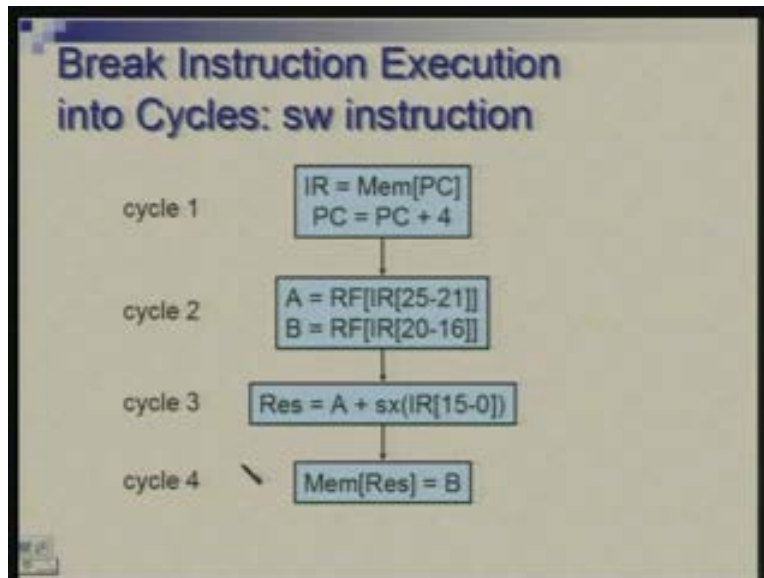 Break Instruction Execution
into Cycles: sw instruction
cycle 1
IR = Mem[PC]
PC = PC + 4
cycle 2
A = RF[IR[25-21]]
B = RF[IR[20-16]]
cycle 3
Res = A + sx(IR[15-0])
cycle 4
Mem[Res] = B